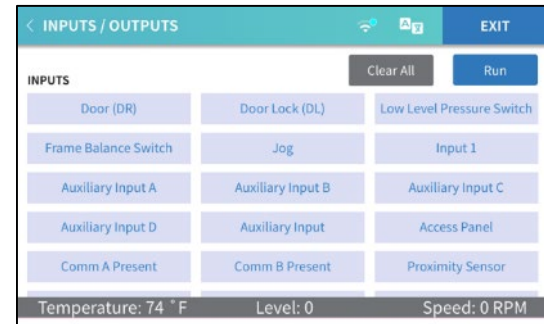 < INPUTS / OUTPUTS EXIT
Clear All Run
INPUTS
Door (DR) Door Lock (DL) Low Level Pressure Switch
Frame Balance Switch Jog Input 1
Auxiliary Input A Auxiliary Input B Auxiliary Input C
Auxiliary Input D Auxiliary Input Access Panel
Comm A Present Comm B Present Proximity Sensor
Temperature: 74 °F Level: 0 Speed: 0 RPM